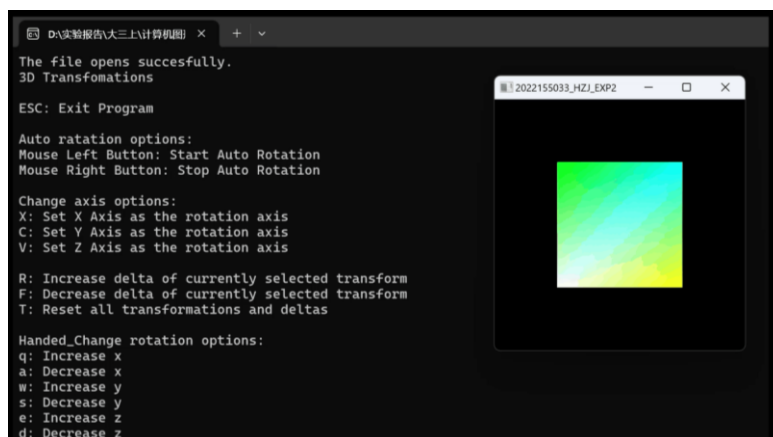 D:\实验报告\大三上\计算机图
The file opens succesfully.
3D Transfomations
ESC: Exit Program
Auto ratation options:
Mouse Left Button: Start Auto Rotation
Mouse Right Button: Stop Auto Rotation
Change axis options:
X: Set X Axis as the rotation axis
C: Set Y Axis as the rotation axis
V: Set Z Axis as the rotation axis
R: Increase delta of currently selected transform
F: Decrease delta of currently selected transform
T: Reset all transformations and deltas
Handed_Change rotation options:
q: Increase x
a: Decrease x
w: Increase y
s: Decrease y
e: Increase z
d: Decrease z
2022155033_HZJ_EXP2